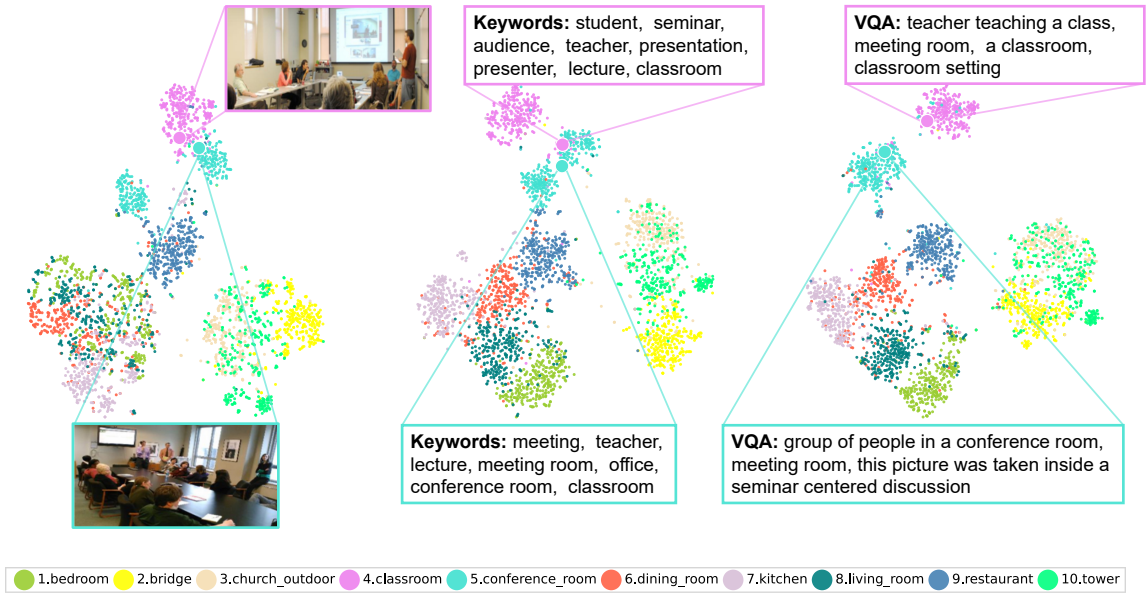 Keywords: student, seminar,
audience, teacher, presentation,
presenter, lecture, classroom
VQA: teacher teaching a class,
meeting room, a classroom,
classroom setting
Keywords: meeting, teacher,
lecture, meeting room, office,
conference room, classroom
VQA: group of people in a conference room,
meeting room, this picture was taken inside a
seminar centered discussion
1.bedroom 2.bridge 3.church_outdoor 4.classroom 5.conference_room 6.dining_room 7.kitchen 8.living_room 9.restaurant 10.tower